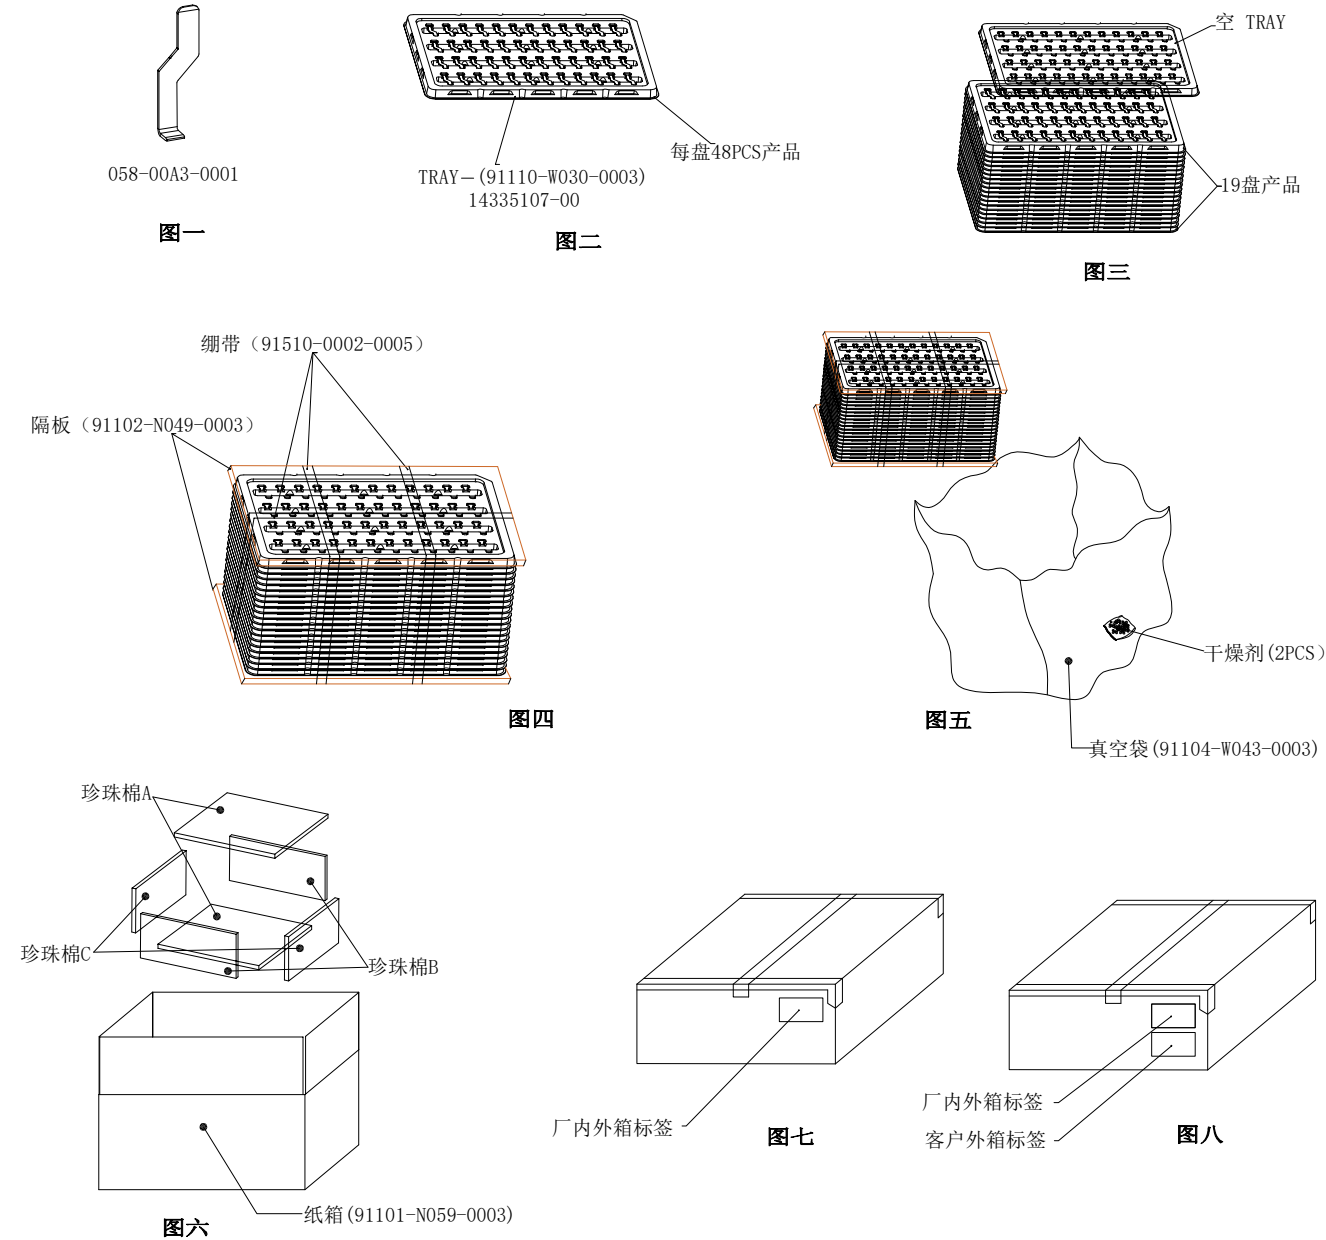 058-00A3-0001
图一
每盘48PCS产品
TRAY—(91110-W030-0003)
14335107-00
图二
空 TRAY
19盘产品
图三
绷带（91510-0002-0005）
隔板（91102-N049-0003）
图四
干燥剂(2PCS)
真空袋(91104-W043-0003)
图五
珍珠棉A
珍珠棉C
珍珠棉B
纸箱(91101-N059-0003)
图六
厂内外箱标签
图七
厂内外箱标签
客户外箱标签
图八